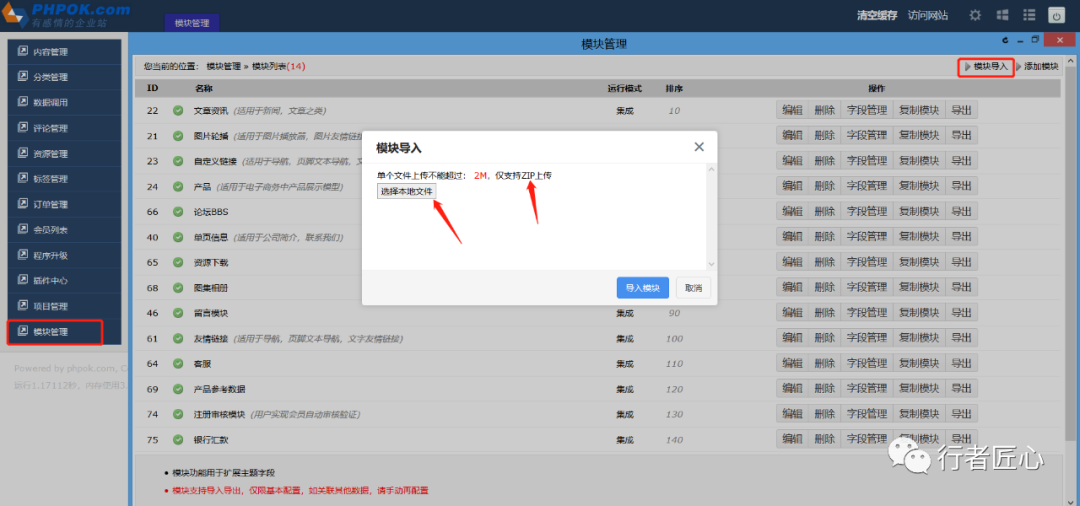 PHPOK.com
有感情的企业站
模块管理
清空缓存 访问网站
内容管理
分类管理
数据调用
评论管理
资源管理
标签管理
订单管理
会员列表
程序升级
插件中心
项目管理
模块管理
Powered by phpok.com, C
运行1.17112秒, 内存使用3.
模块管理
您当前的位置: 模块管理 » 模块列表(14) 模块导入 添加模块
ID 名称 运行模式 排序 操作
22 文章资讯 (适用于新闻, 文章之类) 集成 10 编辑 删除 字段管理 复制模块 导出
21 图片轮播 (适用于图片播放器, 图片友情链接 编辑 删除 字段管理 复制模块 导出
23 自定义链接 (适用于导航, 页脚文本导航, 编辑 删除 字段管理 复制模块 导出
24 产品 (适用于电子商务中产品展示模型) 编辑 删除 字段管理 复制模块 导出
66 论坛BBS 编辑 删除 字段管理 复制模块 导出
40 单页信息 (适用于公司简介, 联系我们) 编辑 删除 字段管理 复制模块 导出
65 资源下载 编辑 删除 字段管理 复制模块 导出
68 图集相册 编辑 删除 字段管理 复制模块 导出
46 留言模块 集成 90 编辑 删除 字段管理 复制模块 导出
61 友情链接 (适用于导航, 页脚文本导航, 文字友情链接) 集成 100 编辑 删除 字段管理 复制模块 导出
64 客服 集成 110 编辑 删除 字段管理 复制模块 导出
69 产品参考数据 集成 120 编辑 删除 字段管理 复制模块 导出
74 注册审核模块 (用户实现会员自动审核验证) 集成 130 编辑 删除 字段管理 复制模块 导出
75 银行汇款 集成 140 编辑 删除 字段管理 复制模块 导出
模块导入
单个文件上传不能超过: 2M, 仅支持ZIP上传
选择本地文件
导入模块 取消
模块功能用于扩展主题字段
模块支持导入导出, 仅限基本配置, 如关联其他数据, 请手动再配置
行者匠心